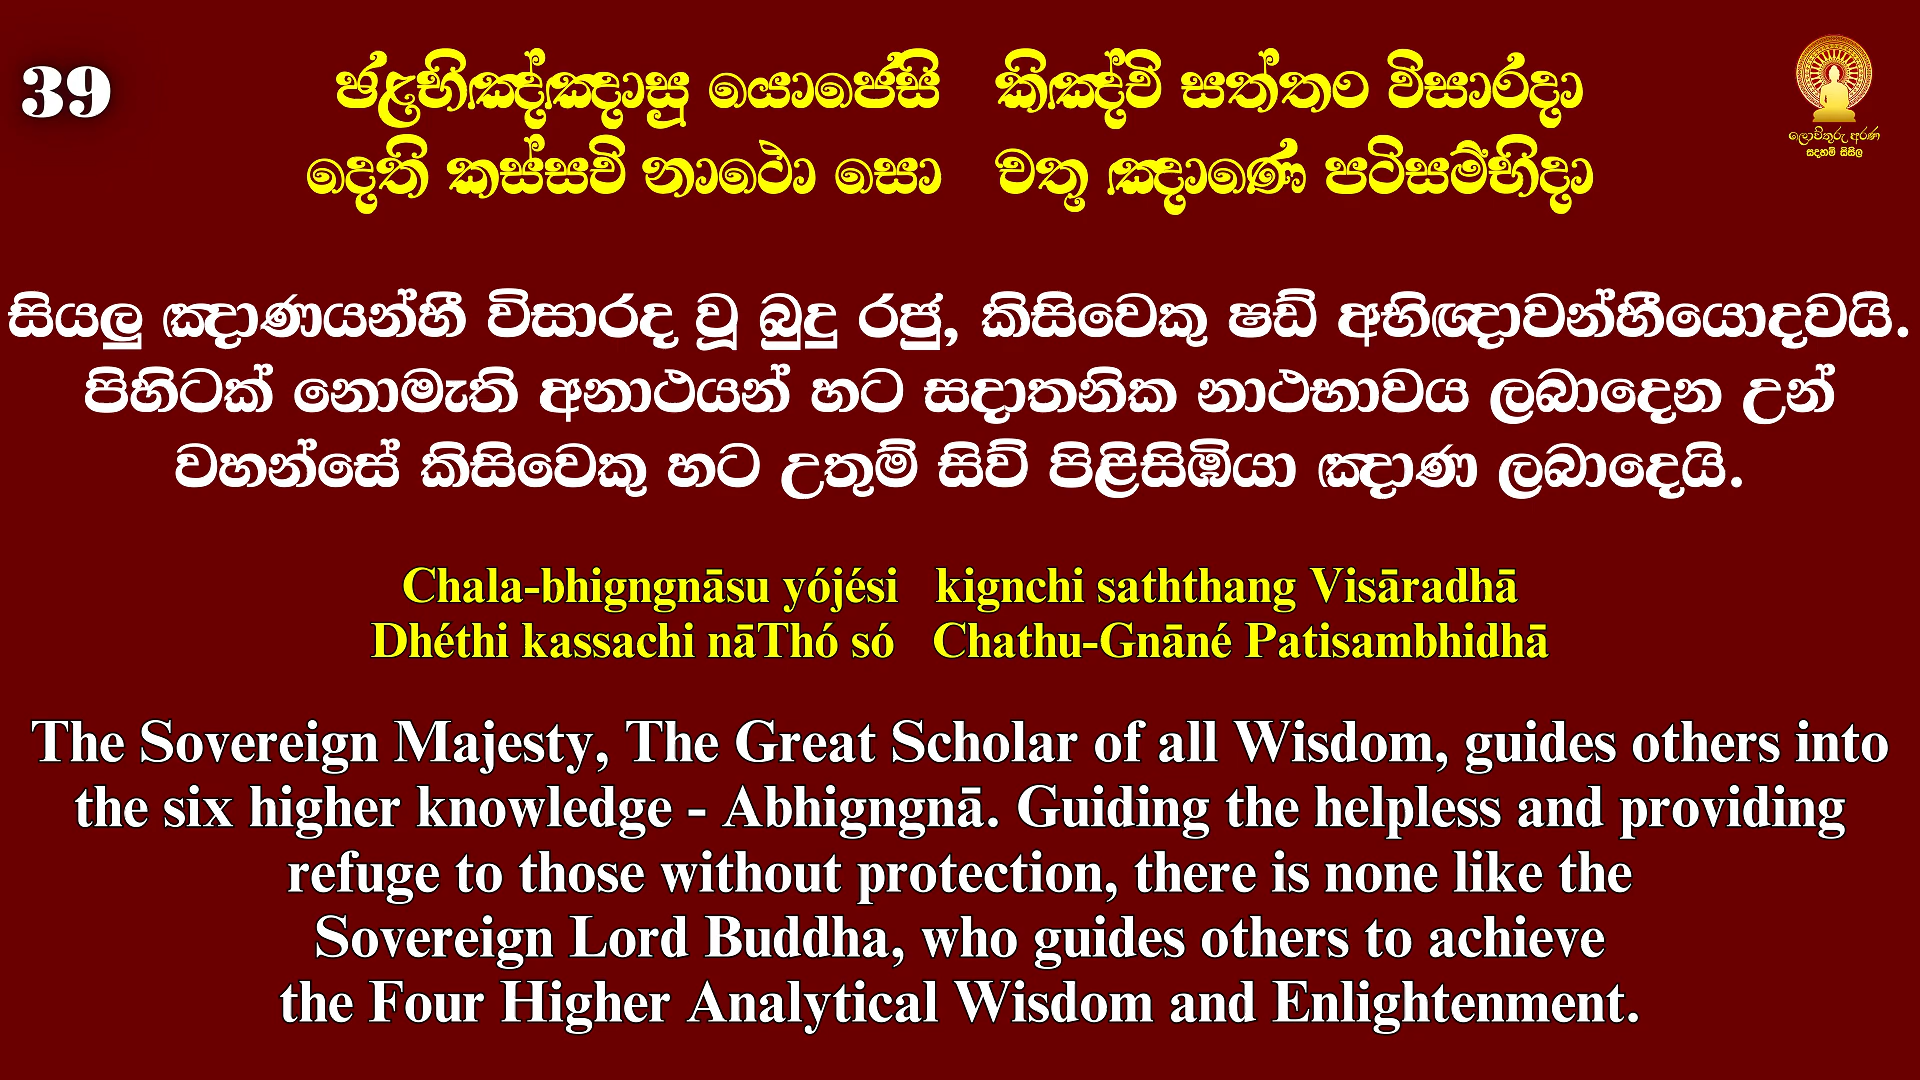 39
ඡළභිඤ්ඤාසු යොජේසි   කිඤ්චි සත්තං විසාරදා
දෙති කස්සචි නාථො සො   චතු ඤාණේ පටිසම්භිදා
ලොවිතුරු අරණ
සදහම් සිසිල
සියලු ඤාණයන්හී විසාරද වූ බුදු රජු, කිසිවෙකු ෂඩ් අභිඥාවන්හීයොදවයි.
පිහිටක් නොමැති අනාථයන් හට සදාතනික නාථභාවය ලබාදෙන උන්
වහන්සේ කිසිවෙකු හට උතුම් සිව් පිළිසිඹියා ඤාණ ලබාදෙයි.
Chala-bhigngnāsu yójési   kignchi saththang Visāradhā
Dhéthi kassachi nāThó só   Chathu-Gnāné Patisambhidhā
The Sovereign Majesty, The Great Scholar of all Wisdom, guides others into
the six higher knowledge - Abhigngnā. Guiding the helpless and providing
refuge to those without protection, there is none like the
Sovereign Lord Buddha, who guides others to achieve
the Four Higher Analytical Wisdom and Enlightenment.